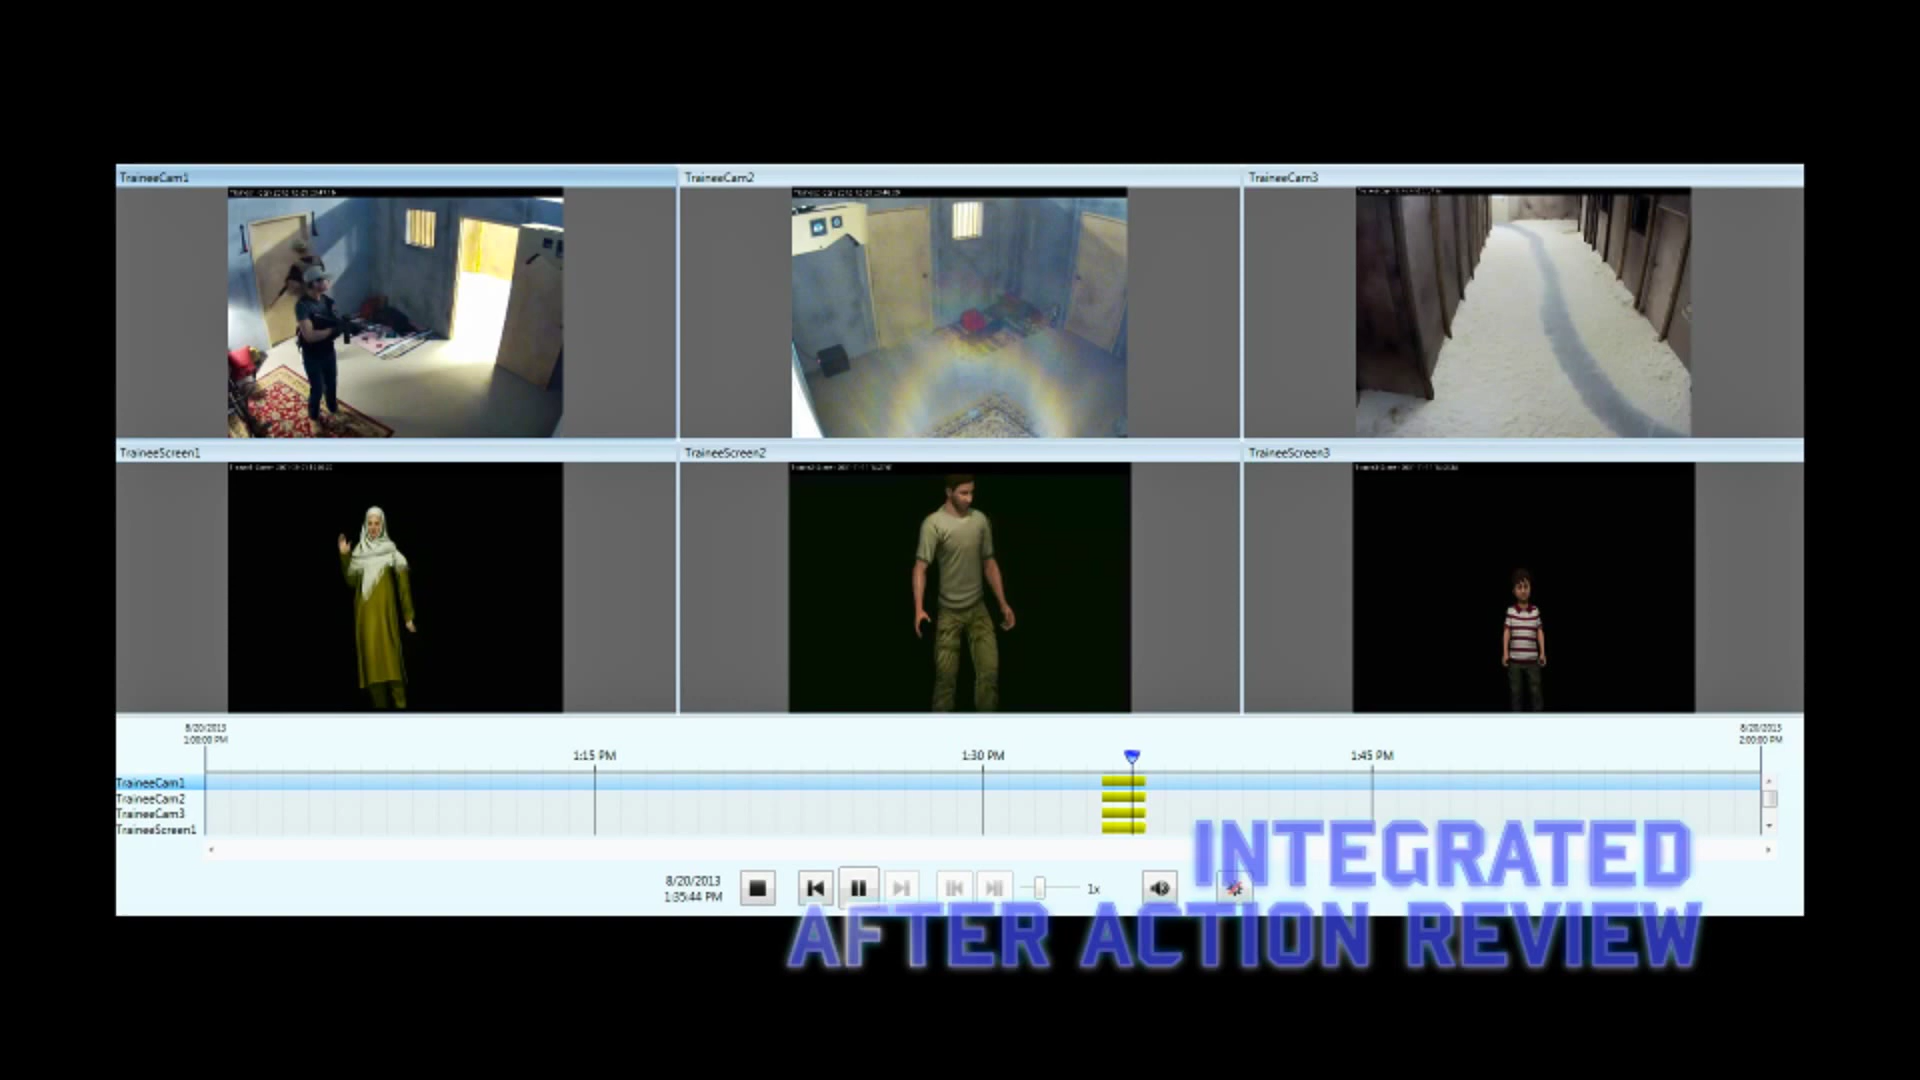 TraineeCam1
TraineeCam2
TraineeCam3
TraineeScreen1
TraineeScreen2
TraineeScreen3
8/20/2013
1:00:00 PM
1:15 PM
1:30 PM
1:45 PM
8/20/2013
2:00:00 PM
TraineeCam1
TraineeCam2
TraineeCam3
TraineeScreen1
8/20/2013
1:35:44 PM
1x
INTEGRATED
AFTER ACTION REVIEW